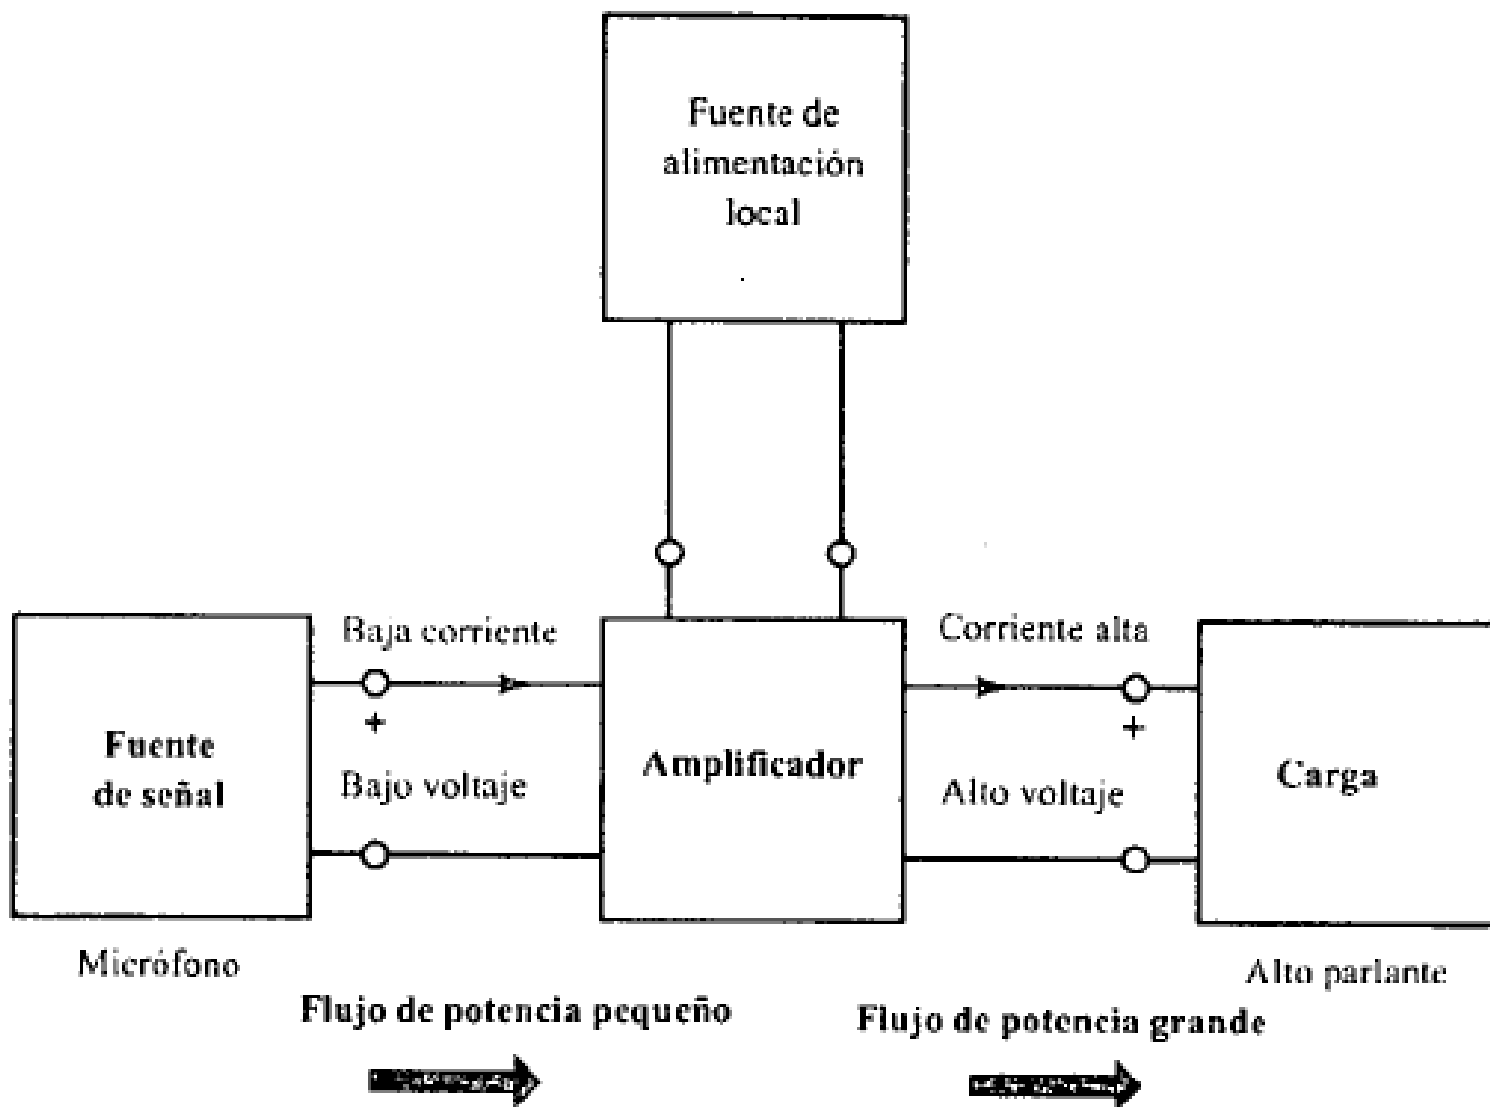 Fuente de
alimentación
local
Baja corriente
Corriente alta
+
+
Fuente
de señal
Bajo voltaje
Amplificador
Alto voltaje
Carga
Micrófono
Alto parlante
Flujo de potencia pequeño
Flujo de potencia grande